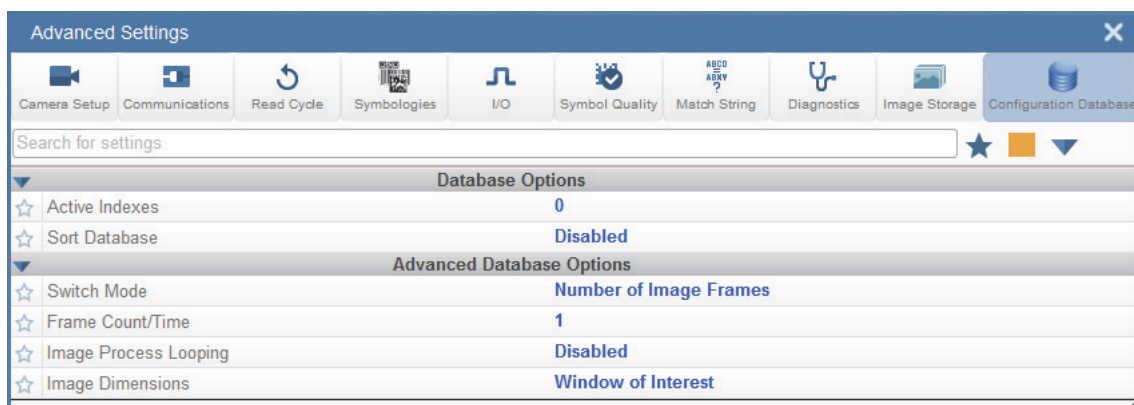 Advanced Settings
Camera Setup Communications Read Cycle Symbologies I/O Symbol Quality Match String Diagnostics Image Storage Configuration Database
ABCD
ABXY
?
Search for settings
Database Options
Active Indexes 0
Sort Database Disabled
Advanced Database Options
Switch Mode Number of Image Frames
Frame Count/Time 1
Image Process Looping Disabled
Image Dimensions Window of Interest